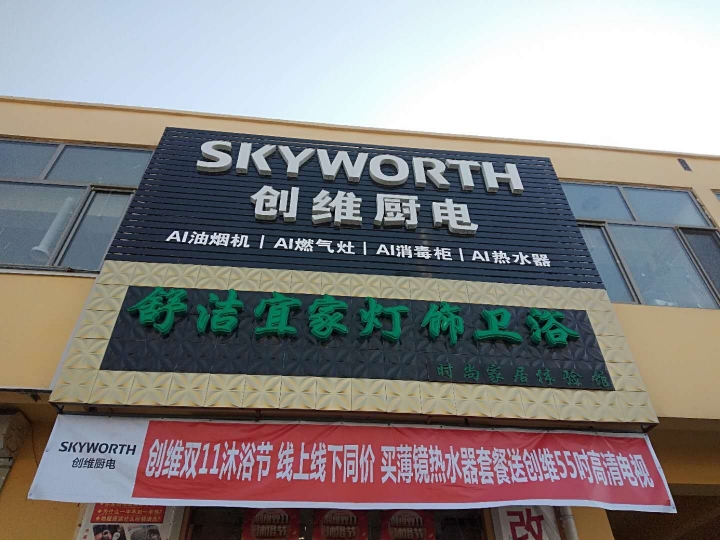 SKYWORTH
创维厨电
AI油烟机 | AI燃气灶 | AI消毒柜 | AI热水器
舒洁宜家灯饰卫浴
时尚家居体验馆
SKYWORTH
创维厨电
创维双11沐浴节 线上线下同价 买薄镜热水器套餐送创维55吋高清电视
改